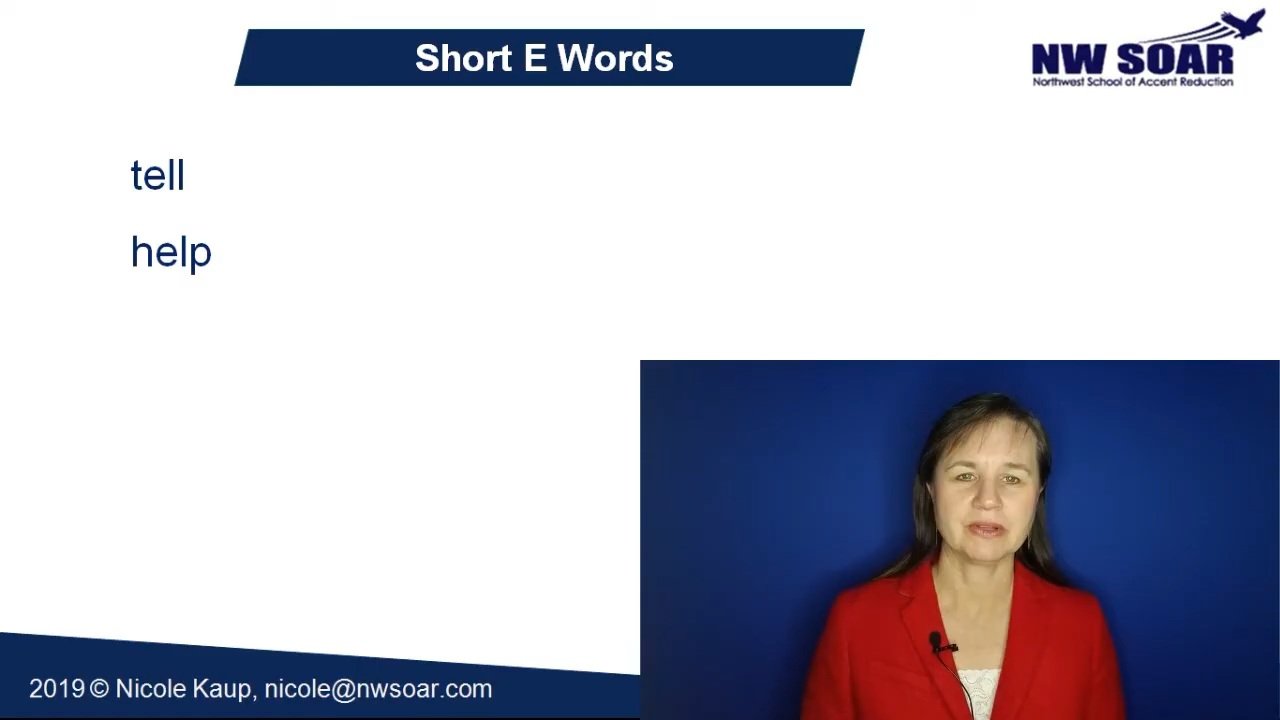 Short E Words
NW SOAR
Northwest School of Accent Reduction
tell
help
2019 © Nicole Kaup, nicole@nwsoar.com